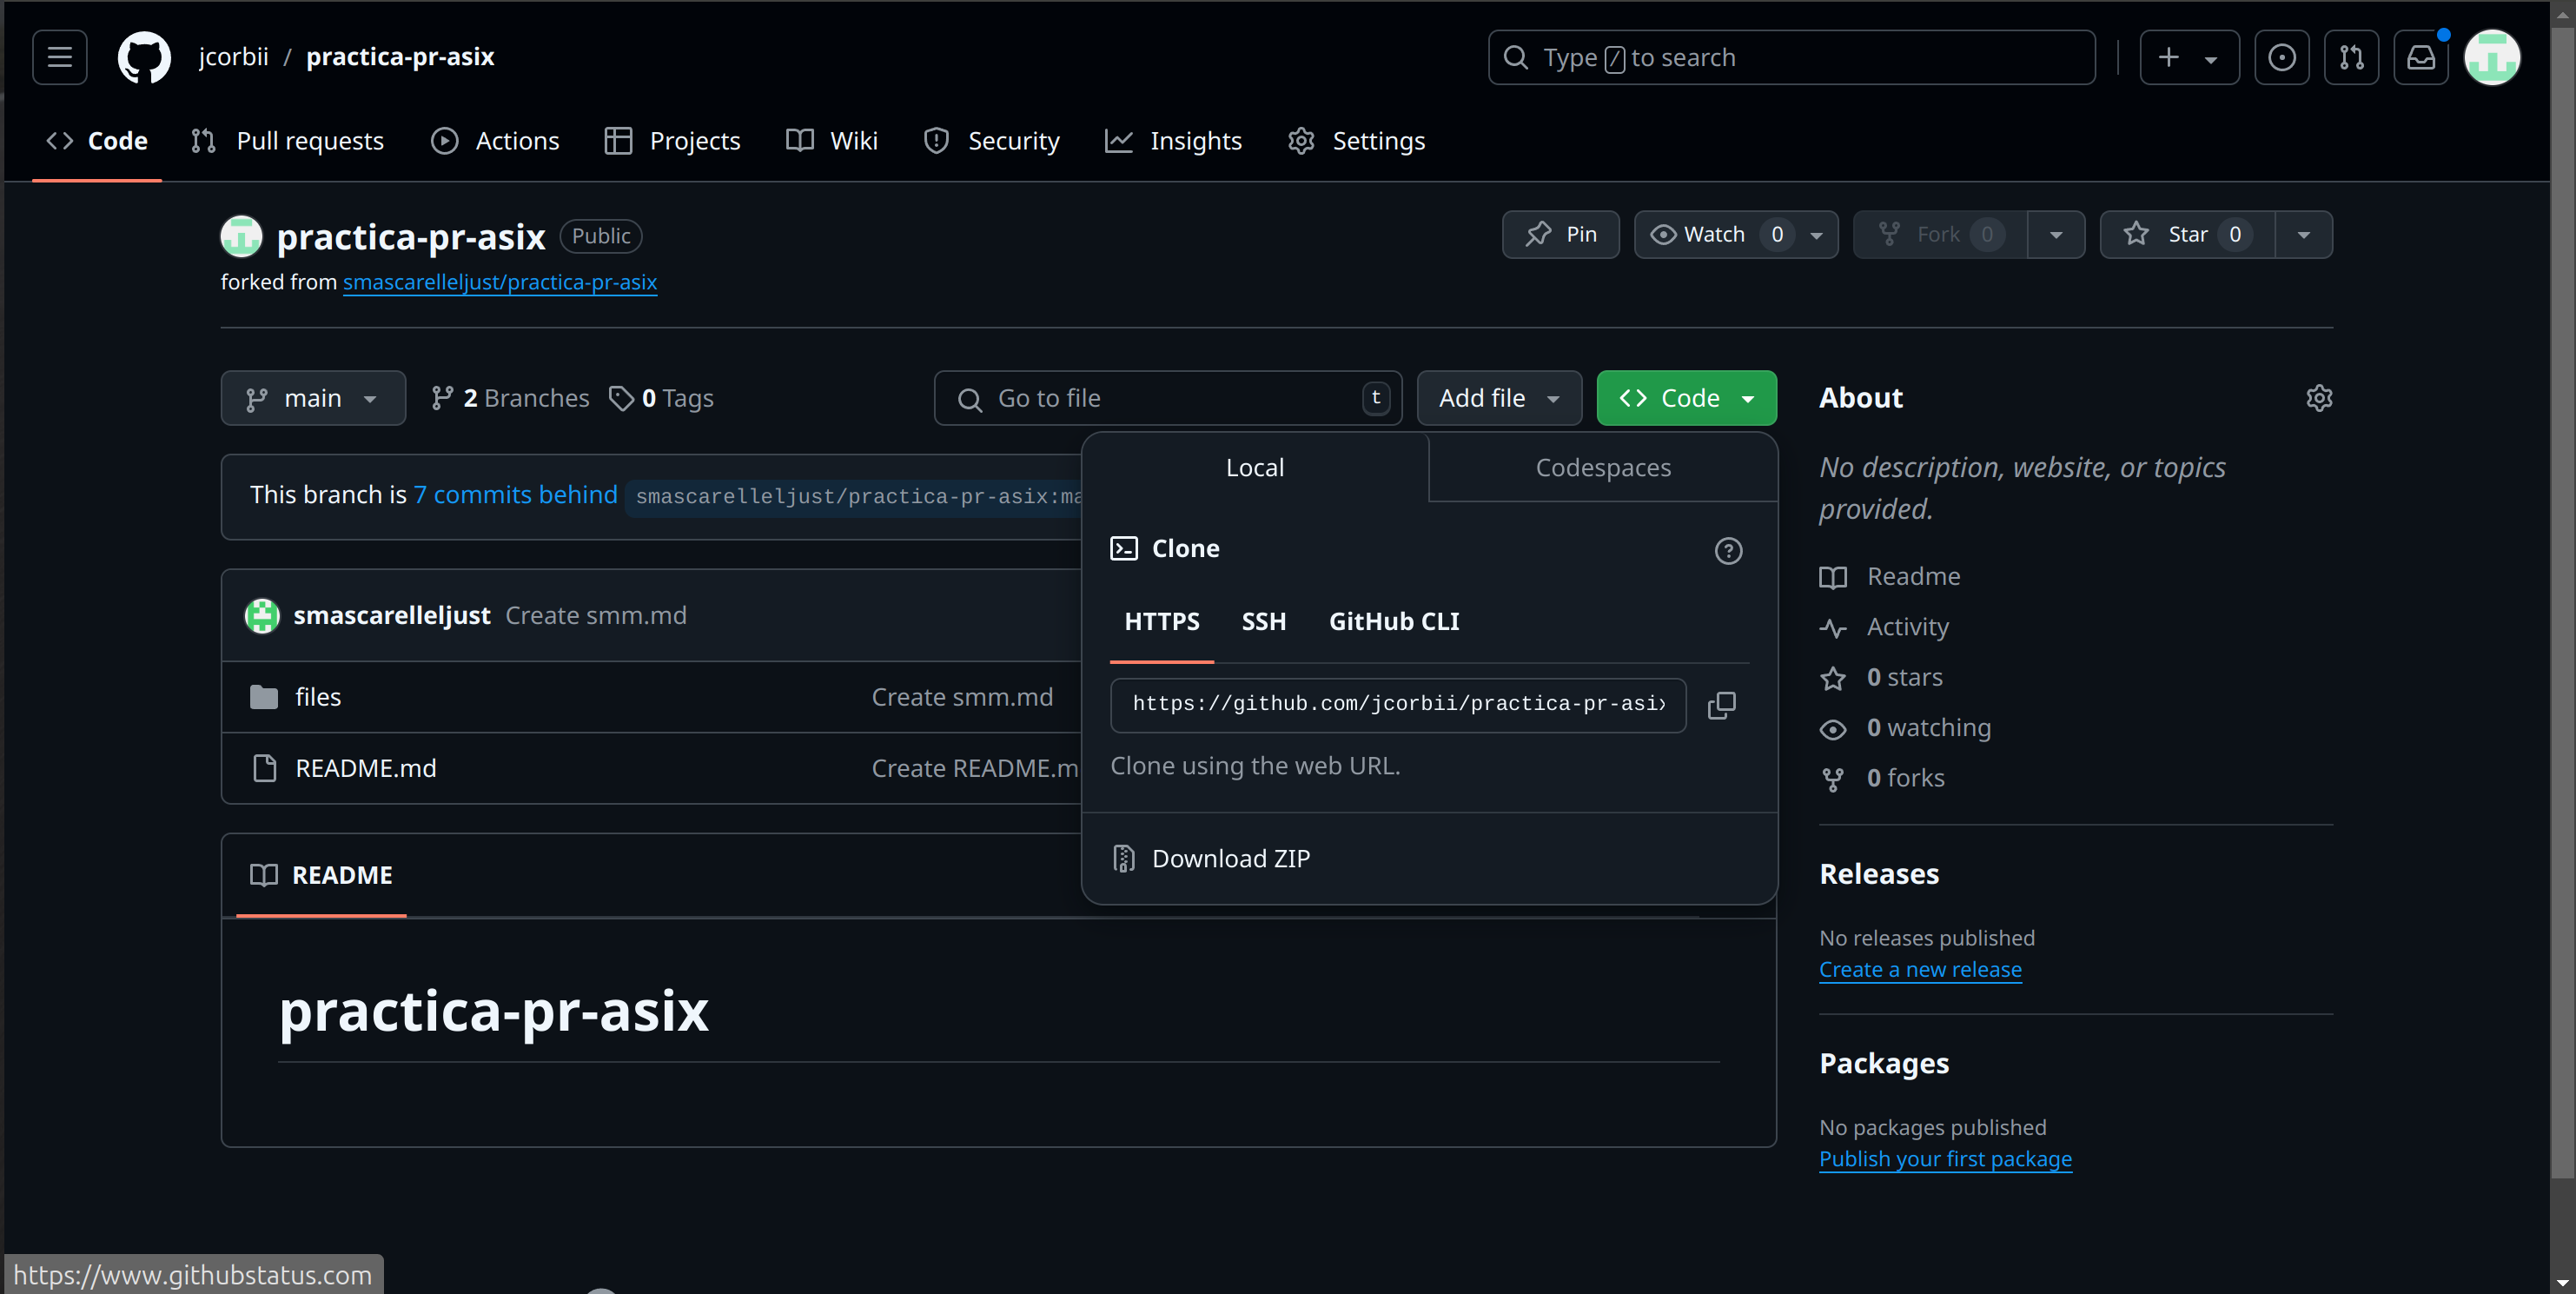 jcorbii / practica-pr-asix
Type / to search
Code Pull requests Actions Projects Wiki Security Insights Settings
practica-pr-asix Public
Pin Watch 0 Fork 0 Star 0
forked from smascarelleljust/practica-pr-asix
main 2 Branches 0 Tags
Go to file t
Add file
Code
This branch is 7 commits behind smascarelleljust/practica-pr-asix:ma
smascarelleljust Create smm.md
files Create smm.md
README.md Create README.m
README
practica-pr-asix
Local Codespaces
Clone
HTTPS SSH GitHub CLI
https://github.com/jcorbii/practica-pr-asix
Clone using the web URL.
Download ZIP
About
No description, website, or topics
provided.
Readme
Activity
0 stars
0 watching
0 forks
Releases
No releases published
Create a new release
Packages
No packages published
Publish your first package
https://www.githubstatus.com